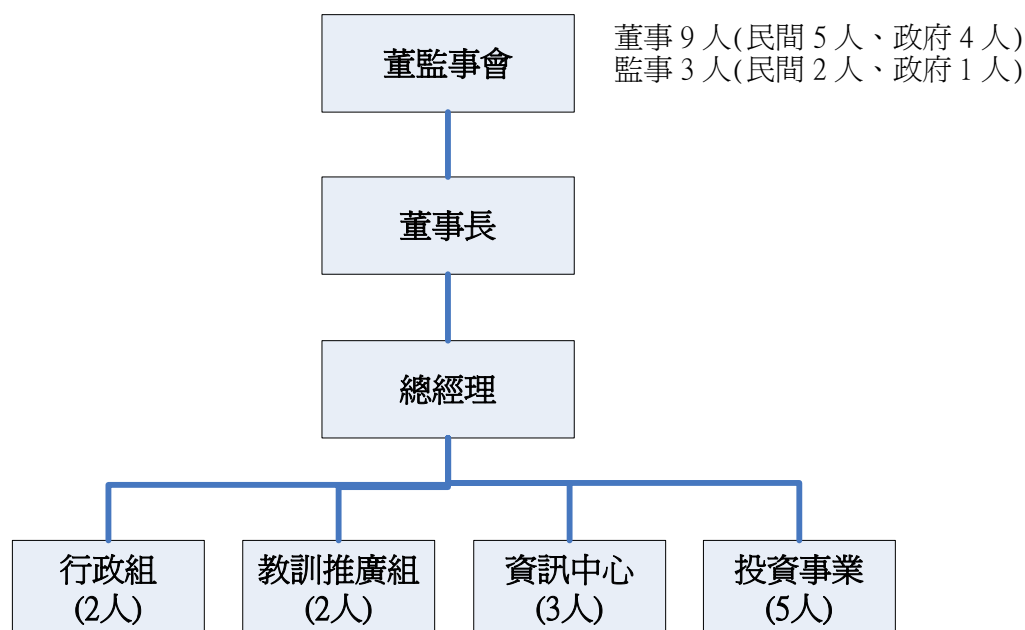 董監事會
董事 9 人(民間 5 人、政府 4 人)
監事 3 人(民間 2 人、政府 1 人)
董事長
總經理
行政組
(2人)
教訓推廣組
(2人)
資訊中心
(3人)
投資事業
(5人)